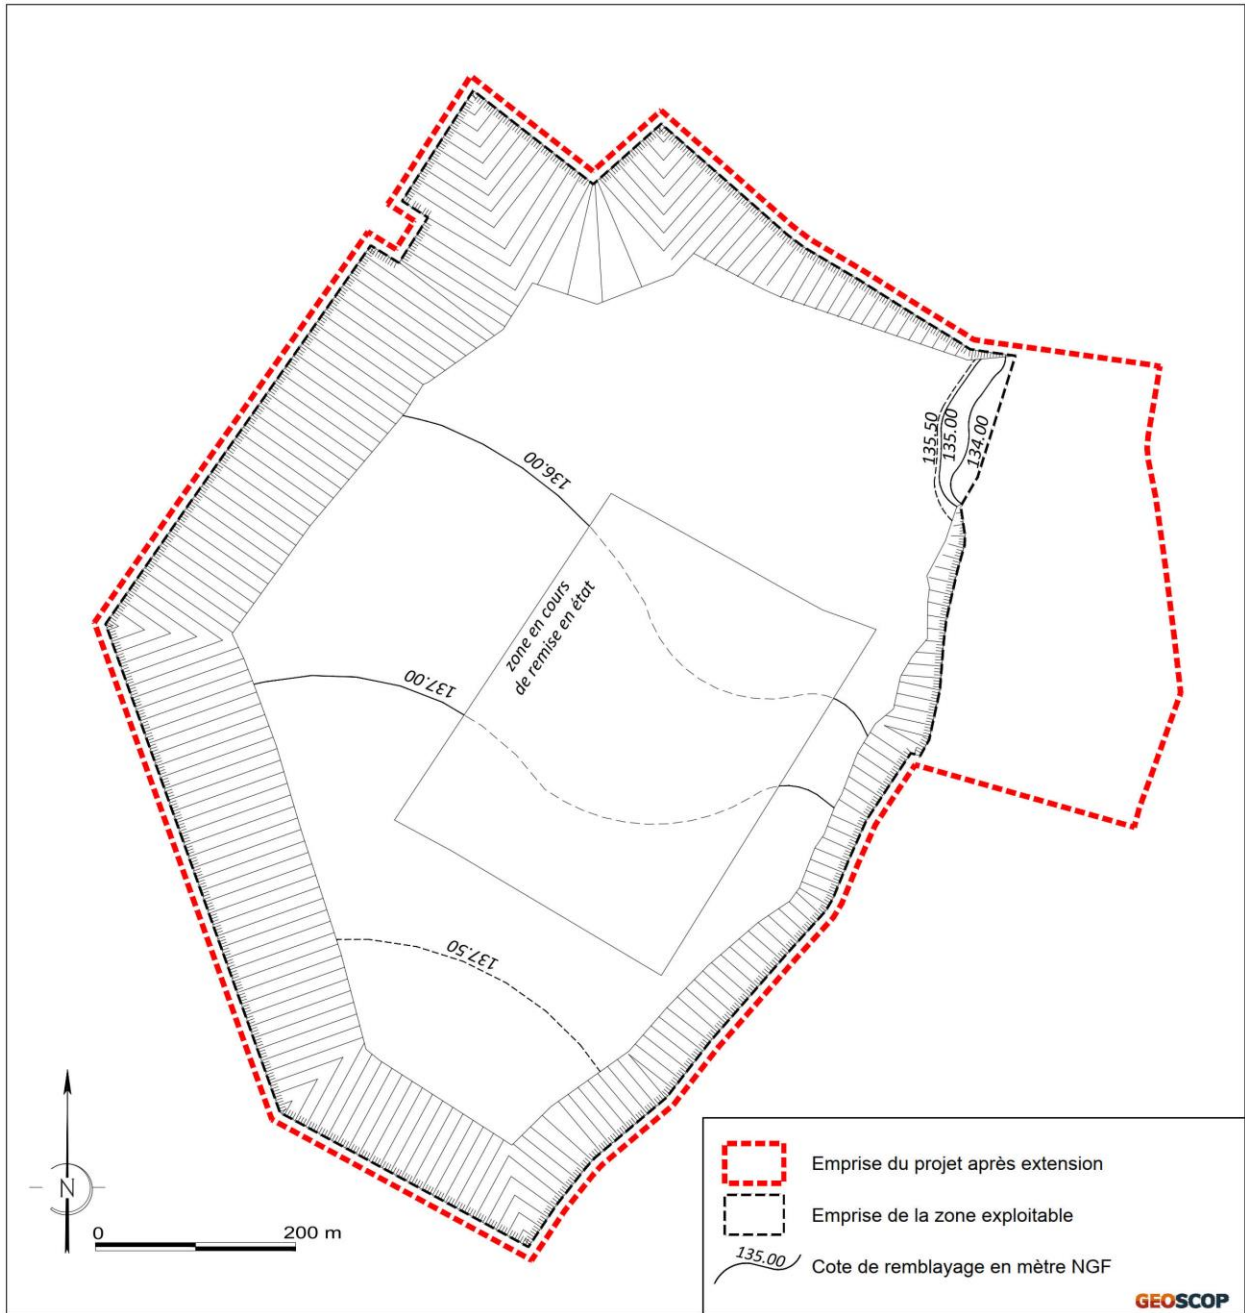 135.50
135.00
134.00
136.00
zone en cours
de remise en état
137.00
137.50
N
0 200 m
Emprise du projet après extension
Emprise de la zone exploitable
135.00 Cote de remblayage en mètre NGF
GEOSCOP